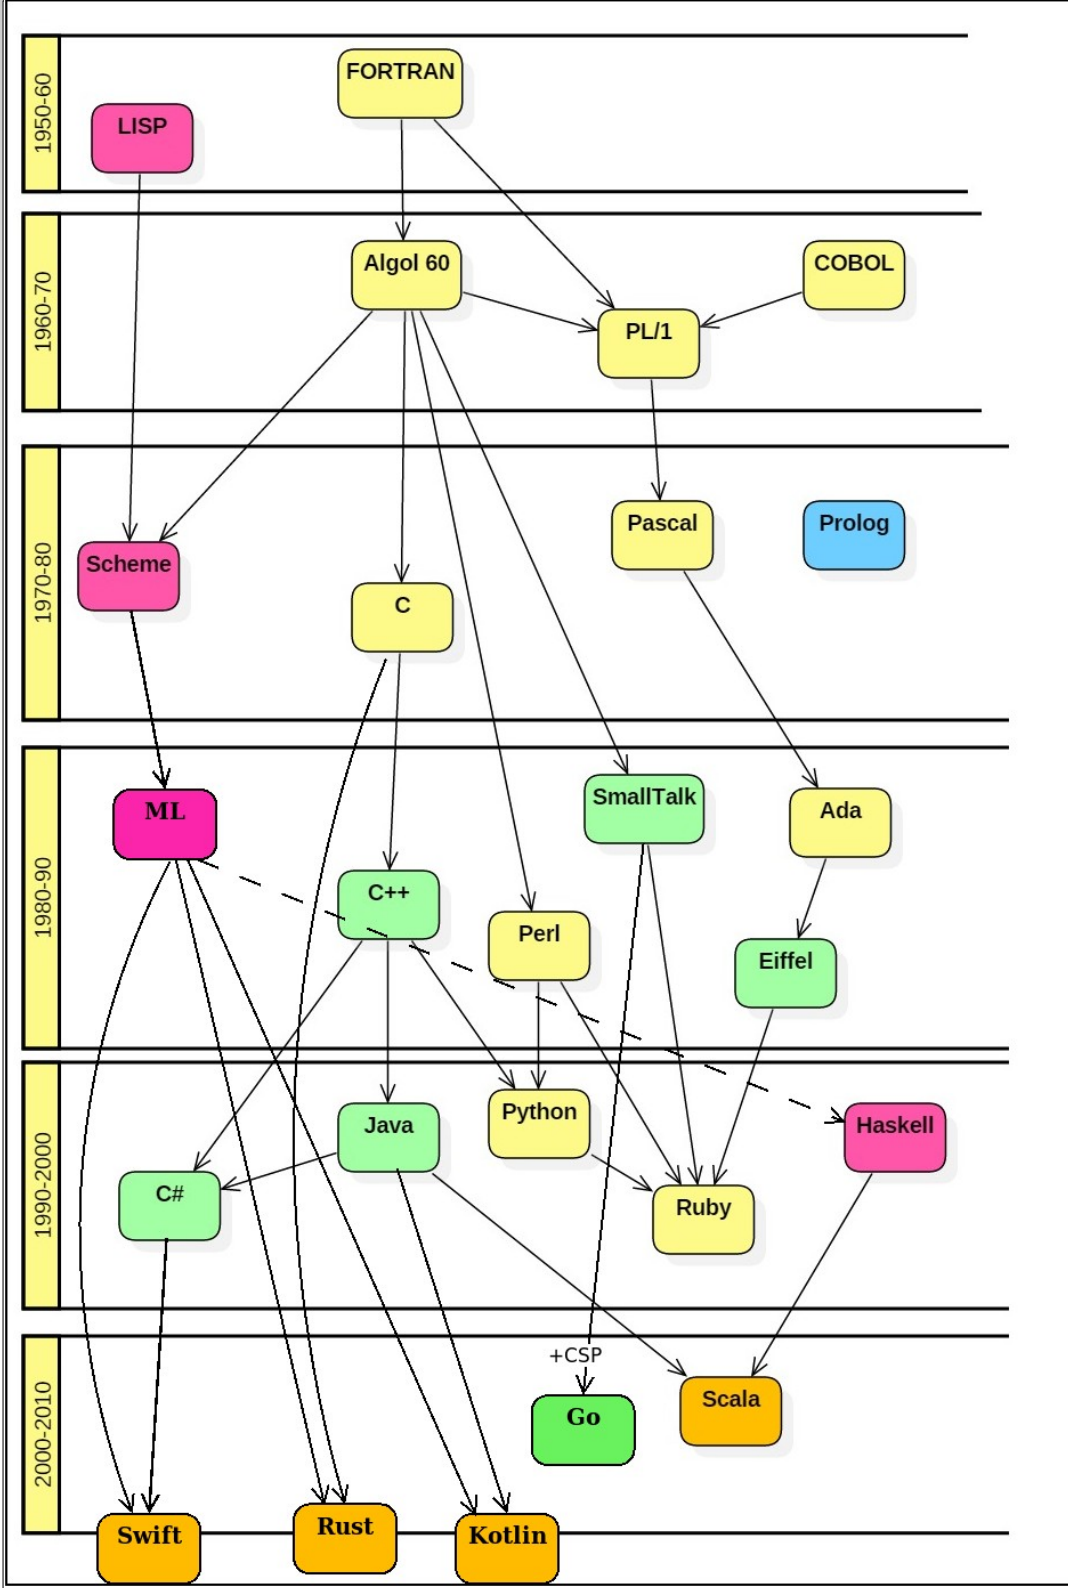 1950-60
FORTRAN
LISP
1960-70
Algol 60
COBOL
PL/1
1970-80
Pascal
Prolog
Scheme
C
1980-90
SmallTalk
ML
Ada
C++
Perl
Eiffel
1990-2000
Python
Java
Haskell
C#
Ruby
2000-2010
+CSP
Scala
Go
Rust
Swift
Kotlin